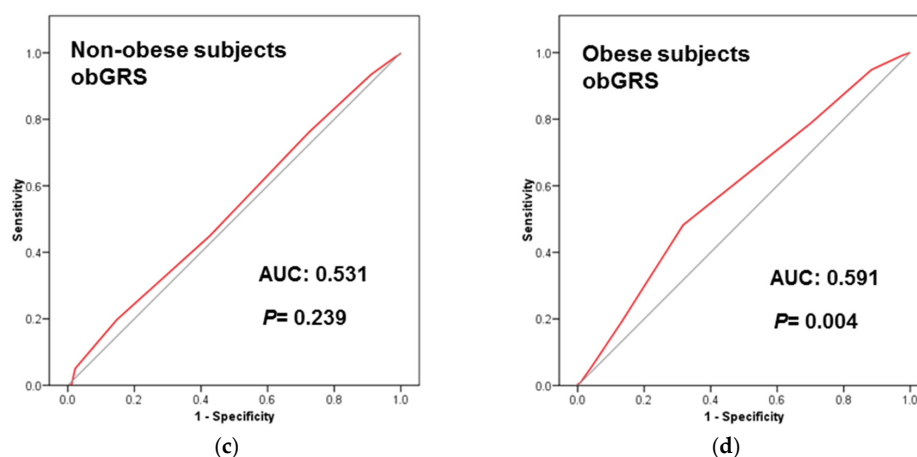 Non-obese subjects
obGRS
1.0
0.8
0.6
0.4
0.2
0.0
Sensitivity
AUC: 0.531
P= 0.239
0.0 0.2 0.4 0.6 0.8 1.0
1 - Specificity
(c)
Obese subjects
obGRS
1.0
0.8
0.6
0.4
0.2
0.0
Sensitivity
AUC: 0.591
P= 0.004
0.0 0.2 0.4 0.6 0.8 1.0
1 - Specificity
(d)